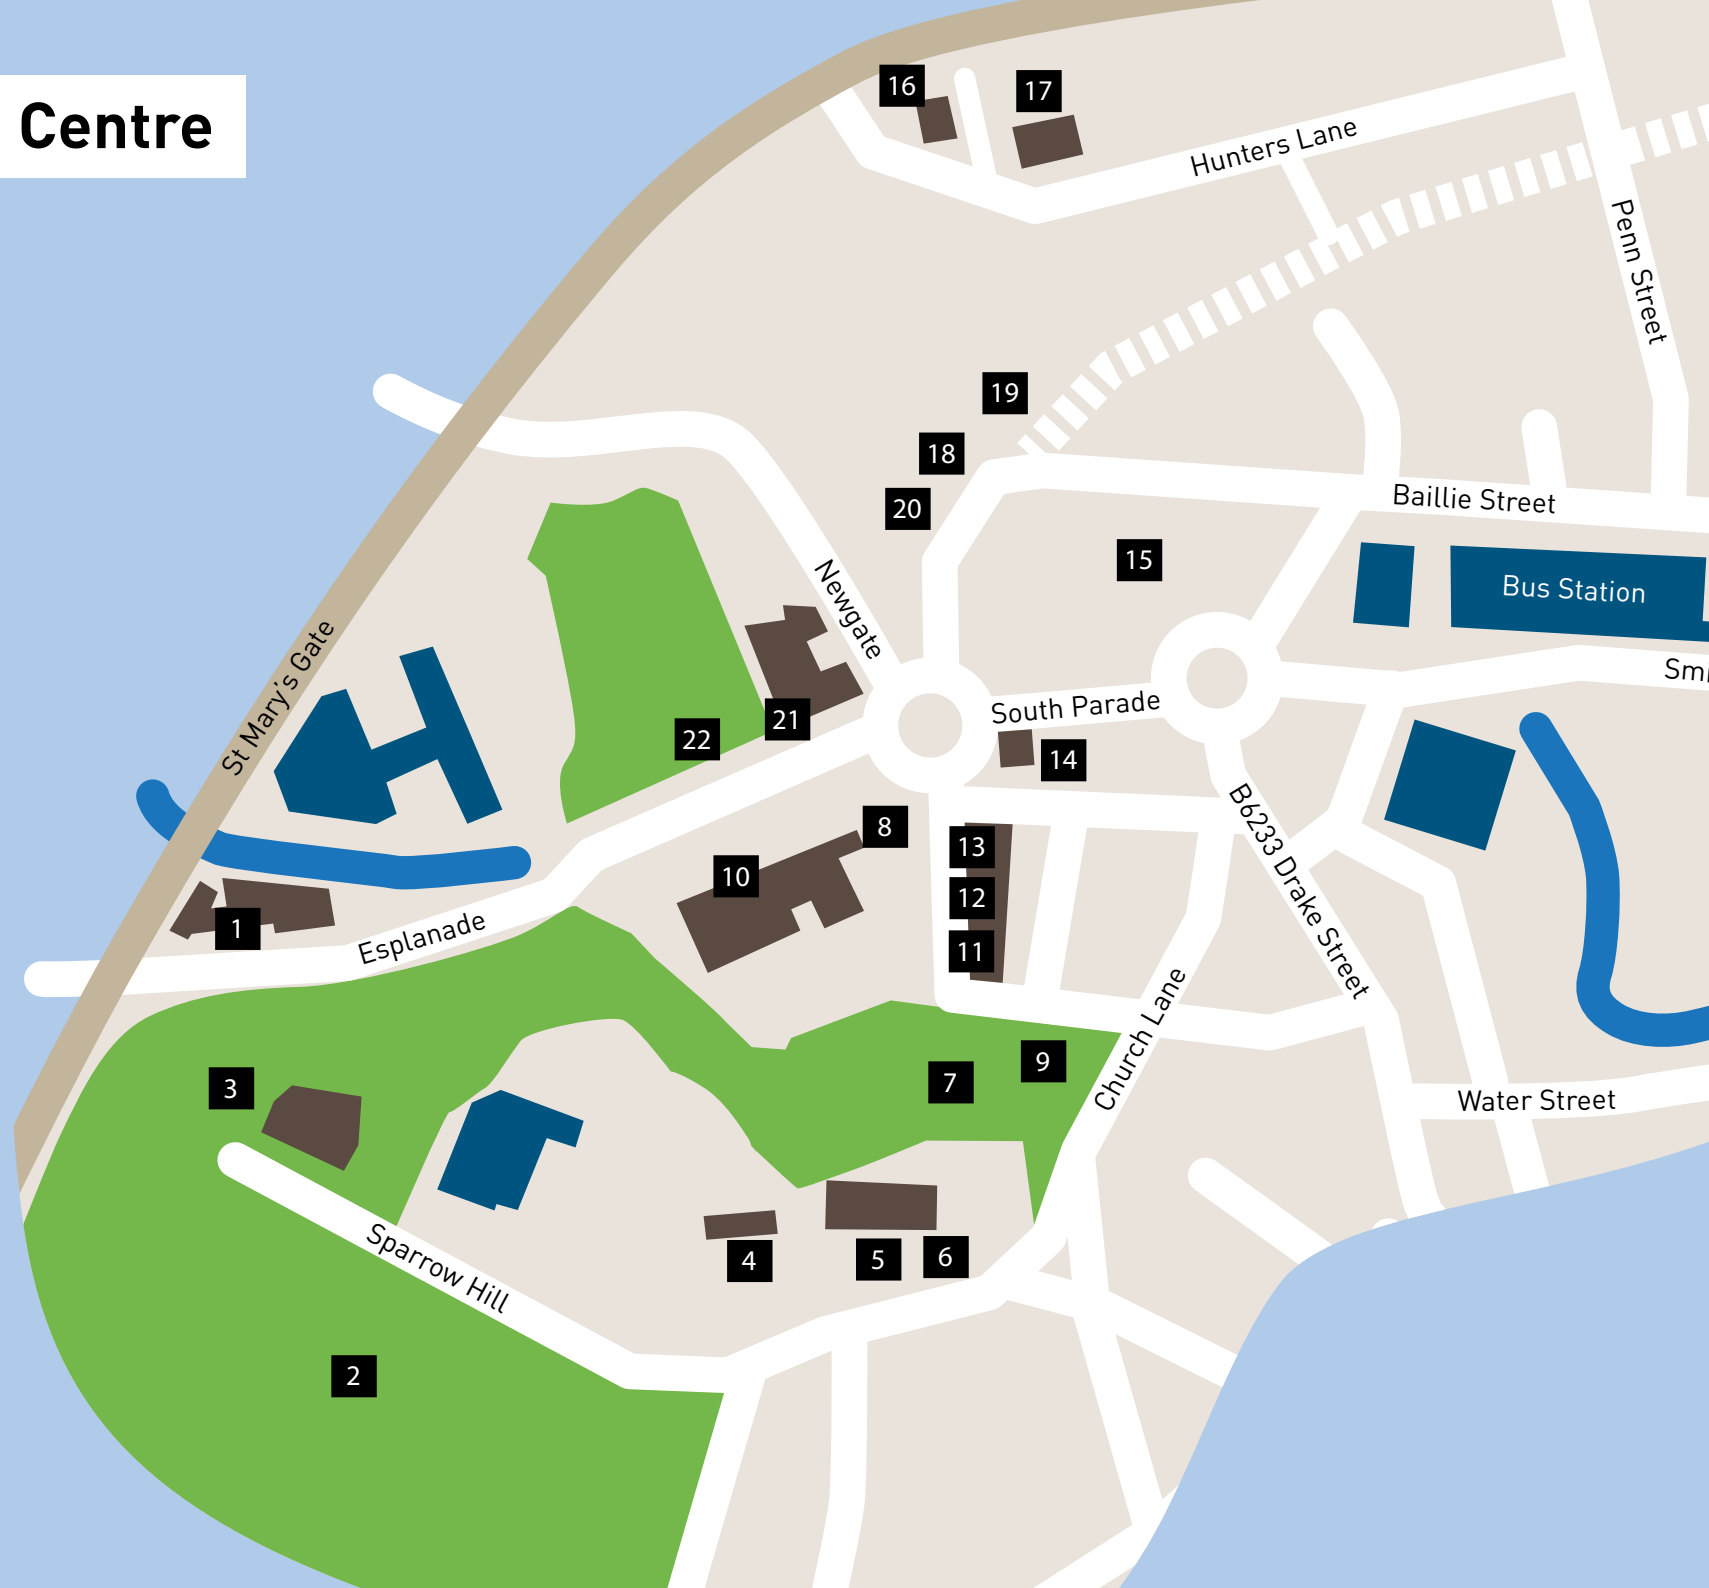 Centre
16
17
Hunters Lane
Penn Street
19
18
20
Baillie Street
15
Bus Station
Newgate
St Mary's Gate
South Parade
21
22
14
B6233 Drake Street
8
13
10
12
11
1
Esplanade
Church Lane
9
7
3
Water Street
Sparrow Hill
4
5
6
2